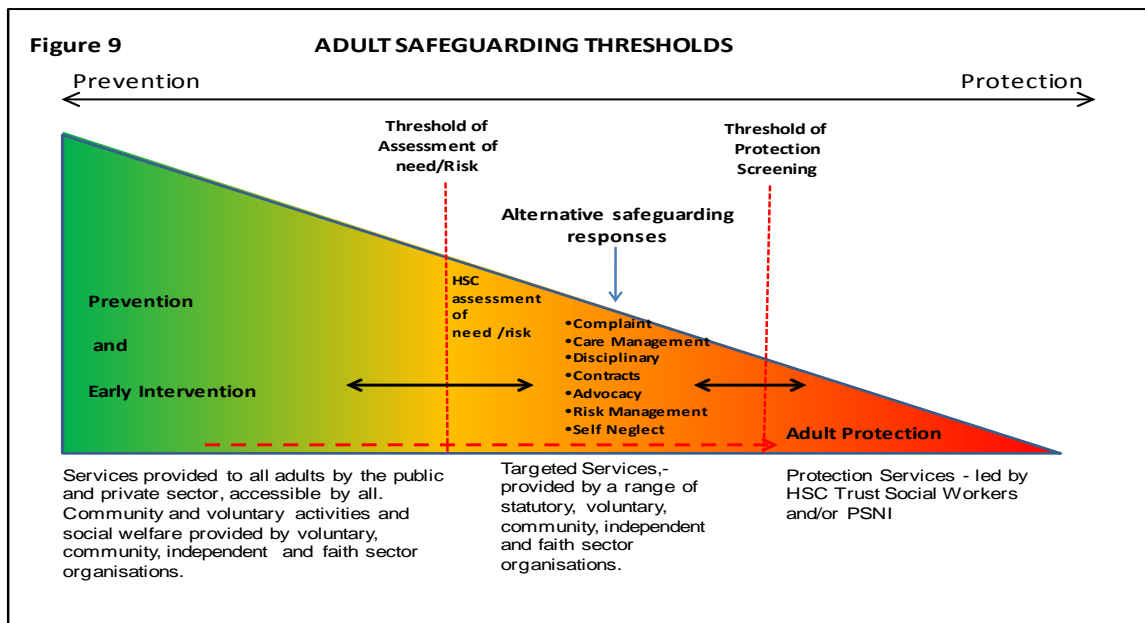 Figure 9
ADULT SAFEGUARDING THRESHOLDS
Prevention
Protection
Threshold of
Assessment of
need/Risk
Threshold of
Protection
Screening
Alternative safeguarding
responses
Prevention
and
Early Intervention
HSC
assessment
of
need /risk
•Complaint
•Care Management
•Disciplinary
•Contracts
•Advocacy
•Risk Management
•Self Neglect
Adult Protection
Services provided to all adults by the public
and private sector, accessible by all.
Community and voluntary activities and
social welfare provided by voluntary,
community, independent and faith sector
organisations.
Targeted Services,-
provided by a range of
statutory, voluntary,
community, independent
and faith sector
organisations.
Protection Services - led by
HSC Trust Social Workers
and/or PSNI